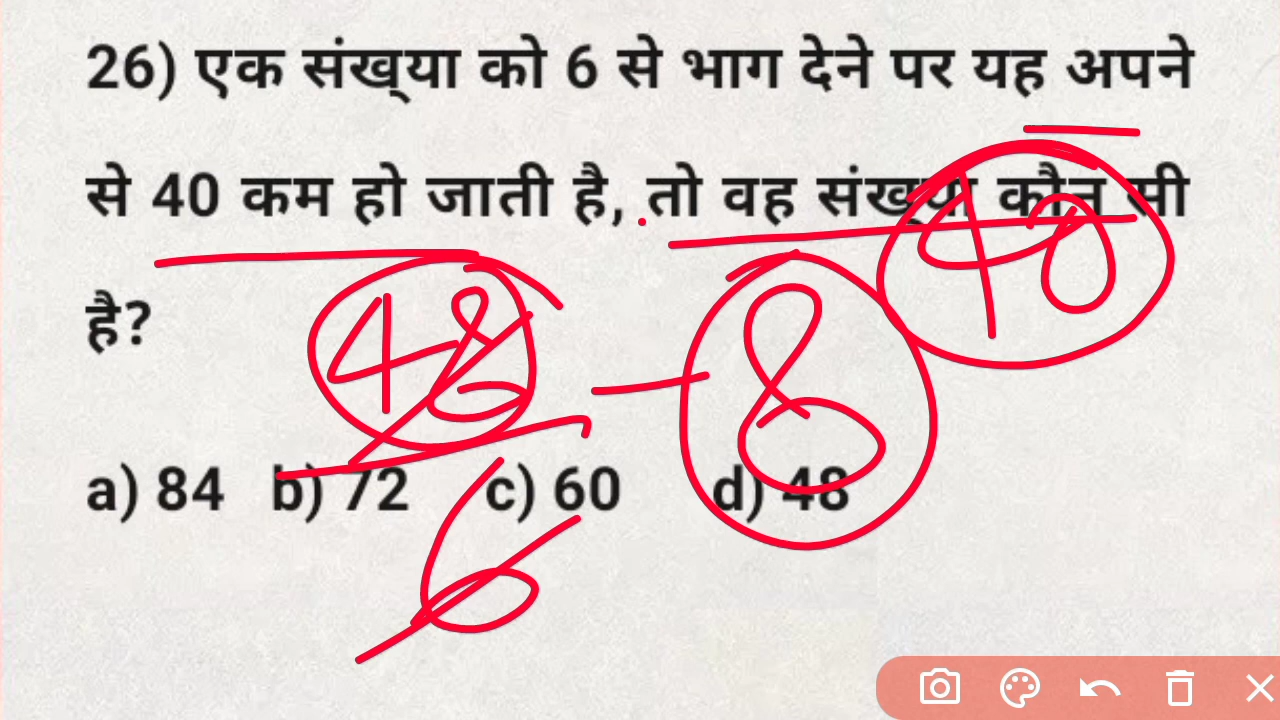 26) एक संख्या को 6 से भाग देने पर यह अपने
से 40 कम हो जाती है, तो वह संख्या कौन सी
है?
40
48
8
6
a) 84 b) 72 c) 60 d) 48